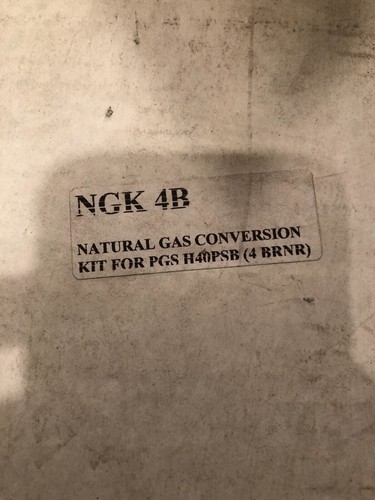 NGK 4B
NATURAL GAS CONVERSION
KIT FOR PGS H40PSB (4 BRNR)